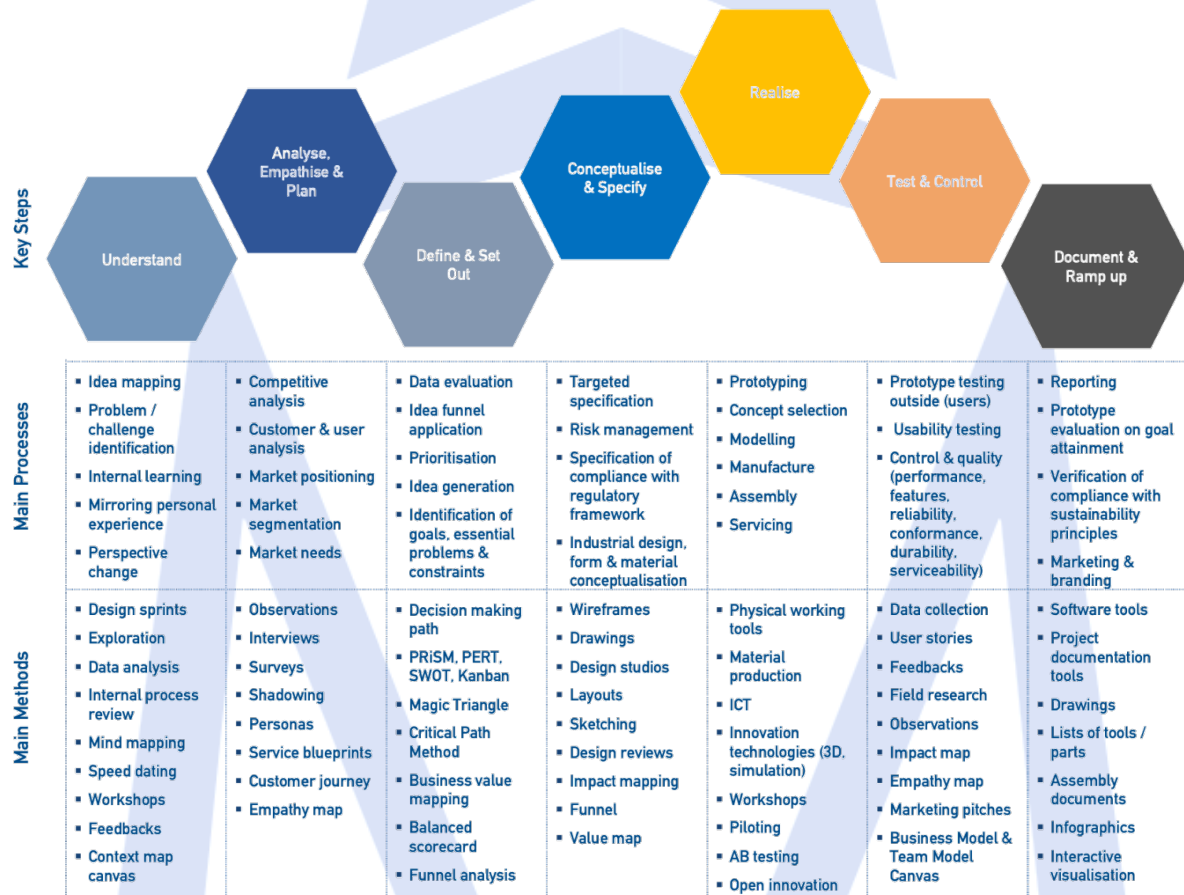 Key Steps
Understand
Analyse,
Empathise &
Plan
Define & Set
Out
Conceptualise
& Specify
Realise
Test & Control
Document &
Ramp up
Main Processes
▪ Idea mapping
▪ Problem /
challenge
identification
▪ Internal learning
▪ Mirroring personal
experience
▪ Perspective
change
▪ Competitive
analysis
▪ Customer & user
analysis
▪ Market positioning
▪ Market
segmentation
▪ Market needs
▪ Data evaluation
▪ Idea funnel
application
▪ Prioritisation
▪ Idea generation
▪ Identification of
goals, essential
problems &
constraints
▪ Targeted
specification
▪ Risk management
▪ Specification of
compliance with
regulatory
framework
▪ Industrial design,
form & material
conceptualisation
▪ Prototyping
▪ Concept selection
▪ Modelling
▪ Manufacture
▪ Assembly
▪ Servicing
▪ Prototype testing
outside (users)
▪ Usability testing
▪ Control & quality
(performance,
features,
reliability,
conformance,
durability,
serviceability)
▪ Reporting
▪ Prototype
evaluation on goal
attainment
▪ Verification of
compliance with
sustainability
principles
▪ Marketing &
branding
Main Methods
▪ Design sprints
▪ Exploration
▪ Data analysis
▪ Internal process
review
▪ Mind mapping
▪ Speed dating
▪ Workshops
▪ Feedbacks
▪ Context map
canvas
▪ Observations
▪ Interviews
▪ Surveys
▪ Shadowing
▪ Personas
▪ Service blueprints
▪ Customer journey
▪ Empathy map
▪ Decision making
path
▪ PRiSM, PERT,
SWOT, Kanban
▪ Magic Triangle
▪ Critical Path
Method
▪ Business value
mapping
▪ Balanced
scorecard
▪ Funnel analysis
▪ Wireframes
▪ Drawings
▪ Design studios
▪ Layouts
▪ Sketching
▪ Design reviews
▪ Impact mapping
▪ Funnel
▪ Value map
▪ Physical working
tools
▪ Material
production
▪ ICT
▪ Innovation
technologies (3D,
simulation)
▪ Workshops
▪ Piloting
▪ AB testing
▪ Open innovation
▪ Data collection
▪ User stories
▪ Feedbacks
▪ Field research
▪ Observations
▪ Impact map
▪ Empathy map
▪ Marketing pitches
▪ Business Model &
Team Model
Canvas
▪ Software tools
▪ Project
documentation
tools
▪ Drawings
▪ Lists of tools /
parts
▪ Assembly
documents
▪ Infographics
▪ Interactive
visualisation